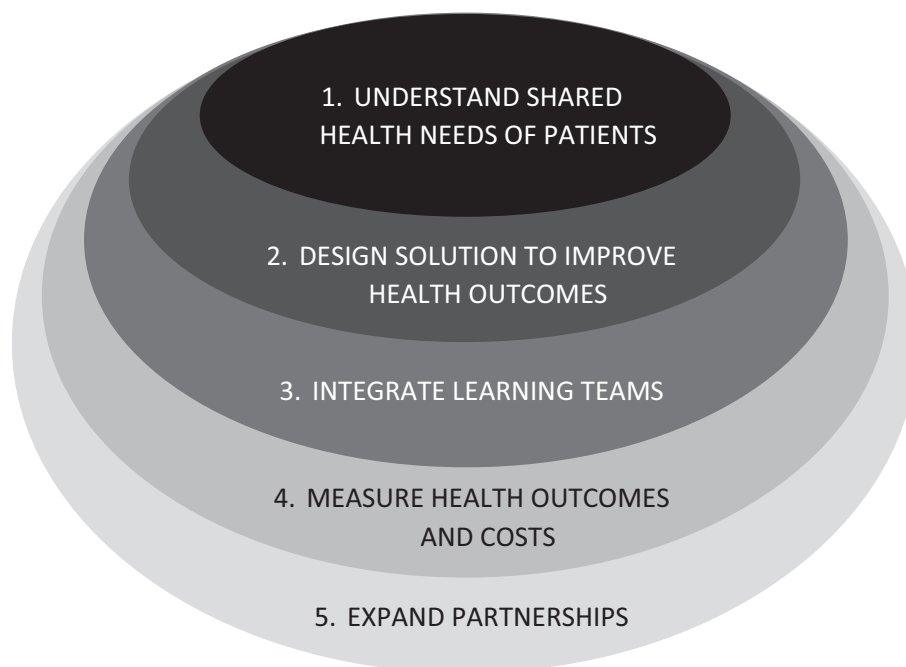 1. UNDERSTAND SHARED
HEALTH NEEDS OF PATIENTS
2. DESIGN SOLUTION TO IMPROVE
HEALTH OUTCOMES
3. INTEGRATE LEARNING TEAMS
4. MEASURE HEALTH OUTCOMES
AND COSTS
5. EXPAND PARTNERSHIPS